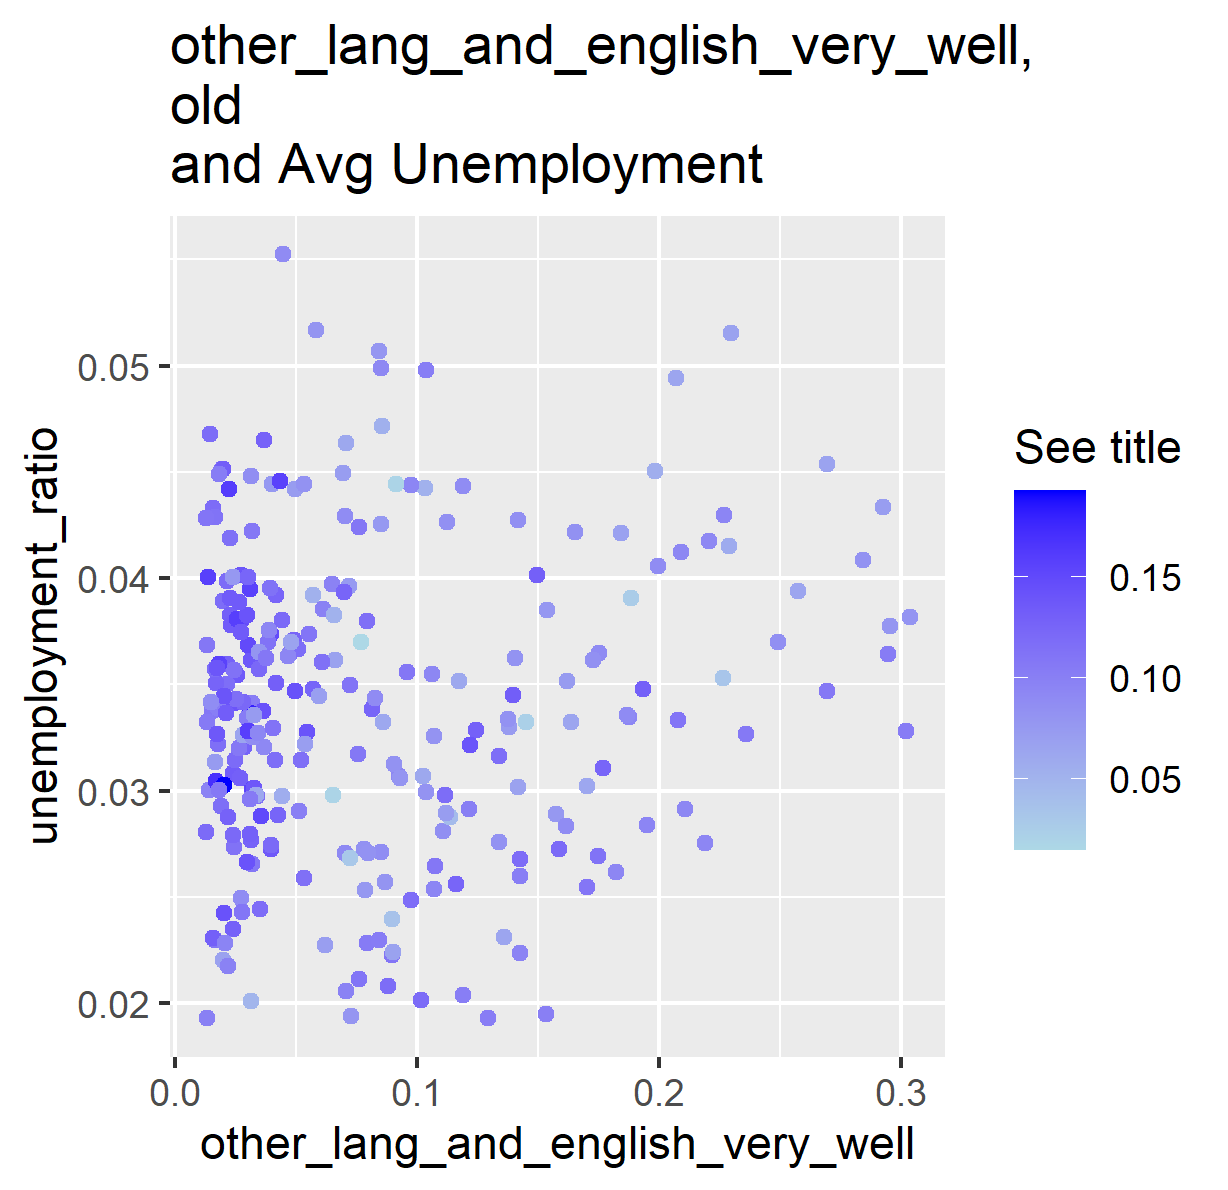 other_lang_and_english_very_well,
old
and Avg Unemployment
unemployment_ratio
0.05
0.04
0.03
0.02
0.0
0.1
0.2
0.3
other_lang_and_english_very_well
See title
0.15
0.10
0.05